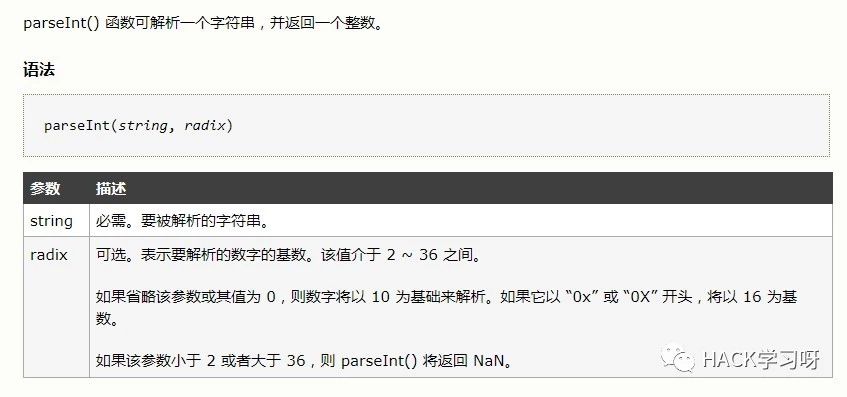 parseInt() 函数可解析一个字符串，并返回一个整数。
语法
parseInt(string, radix)
参数 描述
string 必需。要被解析的字符串。
radix 可选。表示要解析的数字的基数。该值介于 2 ~ 36 之间。
如果省略该参数或其值为 0，则数字将以 10 为基础来解析。如果它以 “0x” 或 “0X” 开头，将以 16 为基
数。
如果该参数小于 2 或者大于 36，则 parseInt() 将返回 NaN。
HACK学习呀